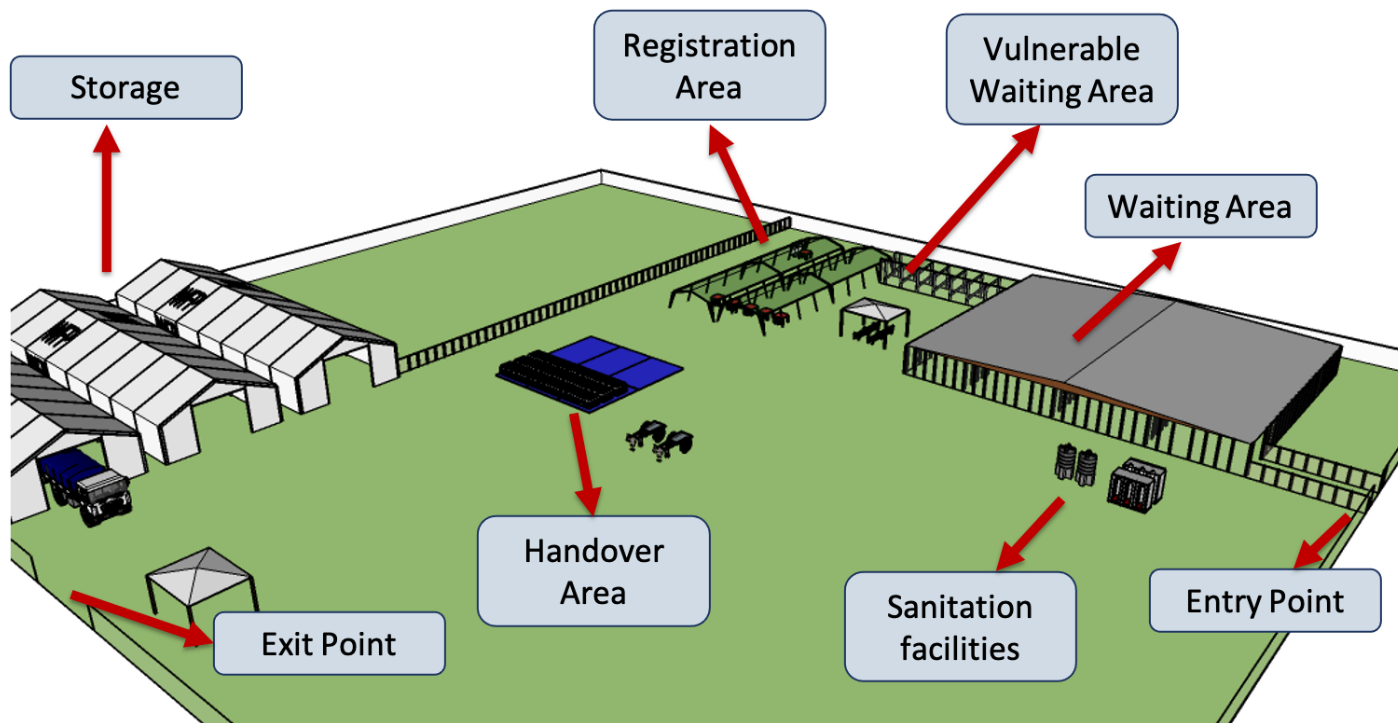 Registration
Area
Vulnerable
Waiting Area
Storage
Waiting Area
Handover
Area
Sanitation
facilities
Entry Point
Exit Point